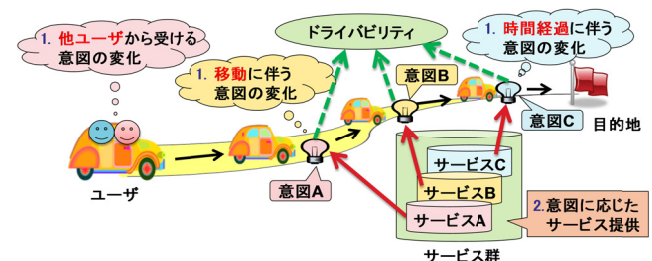 1. 他ユーザから受ける
意図の変化
ドライバビリティ
1. 時間経過に伴う
意図の変化
1. 移動に伴う
意図の変化
意図B
意図C
目的地
ユーザ
意図A
サービスC
サービスB
サービスA
2.意図に応じた
サービス提供
サービス群